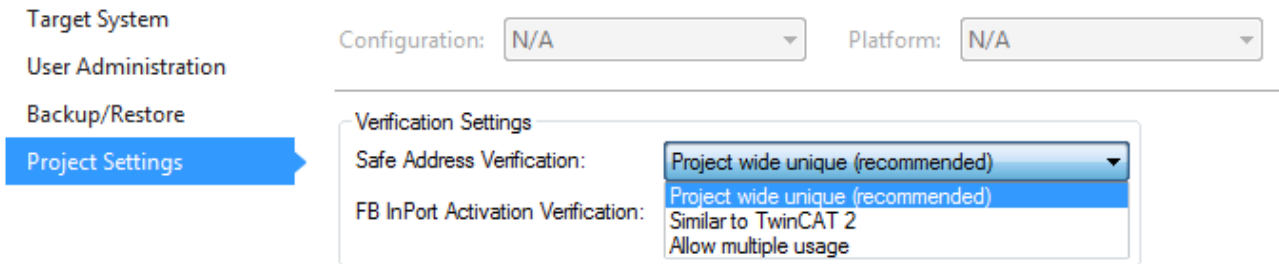 Target System
User Administration
Backup/Restore
Project Settings
Configuration: N/A Platform: N/A
Verification Settings
Safe Address Verification: Project wide unique (recommended)
Project wide unique (recommended)
FB InPort Activation Verification: Similar to TwinCAT 2
Allow multiple usage